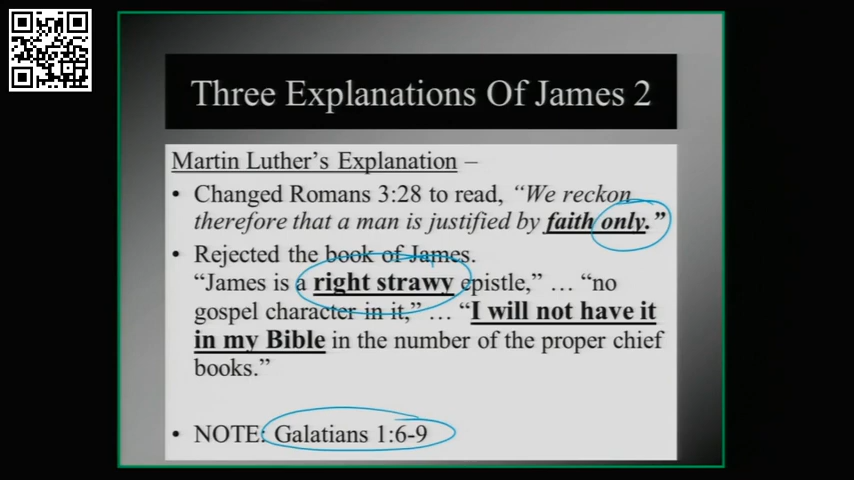 Three Explanations Of James 2
Martin Luther's Explanation –
• Changed Romans 3:28 to read, “We reckon
therefore that a man is justified by faith only.”
• Rejected the book of James.
“James is a right strawy epistle,” … “no
gospel character in it,” … “I will not have it
in my Bible in the number of the proper chief
books.”
• NOTE: Galatians 1:6-9